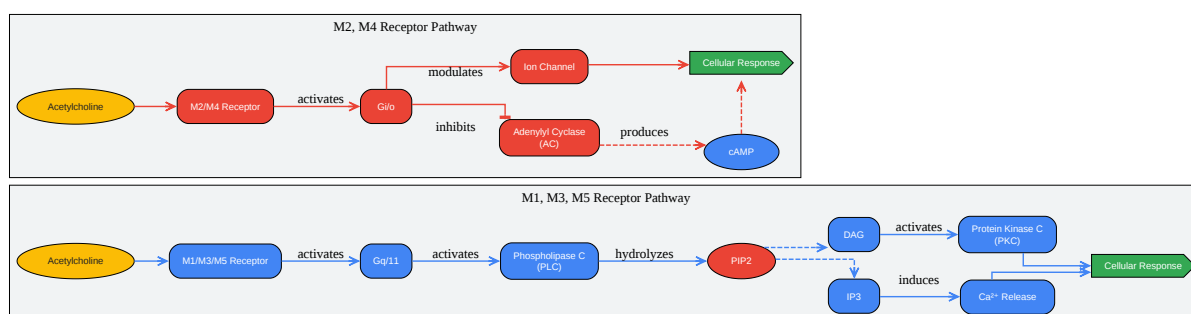 M2, M4 Receptor Pathway
Ion Channel
Cellular Response
modulates
Acetylcholine
M2/M4 Receptor
activates
Gi/o
inhibits
Adenylyl Cyclase
(AC)
produces
cAMP
M1, M3, M5 Receptor Pathway
Acetylcholine
M1/M3/M5 Receptor
activates
Gq/11
activates
Phospholipase C
(PLC)
hydrolyzes
PIP2
DAG
activates
Protein Kinase C
(PKC)
IP3
induces
Ca²⁺ Release
Cellular Response